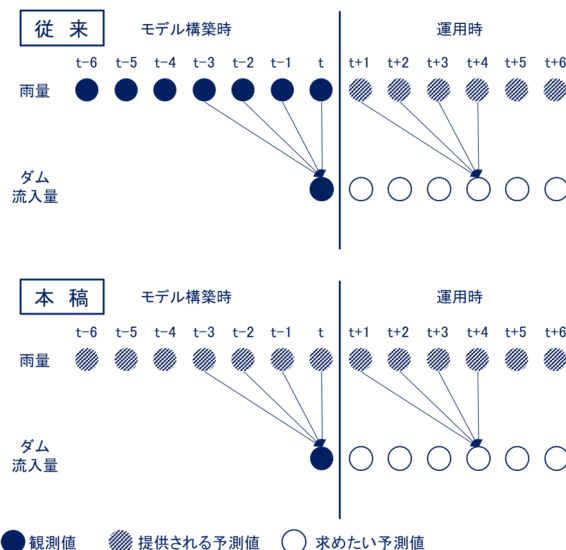 従 来 モデル構築時 運用時
t-6 t-5 t-4 t-3 t-2 t-1 t t+1 t+2 t+3 t+4 t+5 t+6
雨量
ダム
流入量
本 稿 モデル構築時 運用時
t-6 t-5 t-4 t-3 t-2 t-1 t t+1 t+2 t+3 t+4 t+5 t+6
雨量
ダム
流入量
観測値 提供される予測値 求めたい予測値